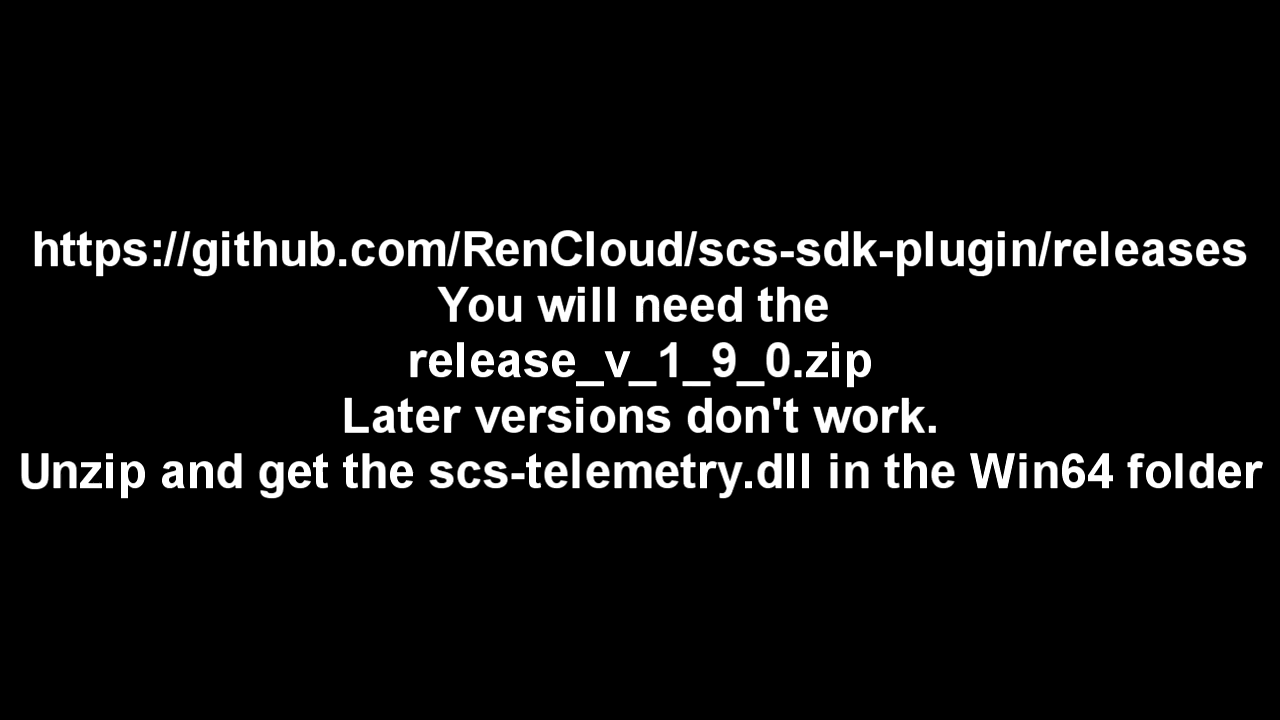 https://github.com/RenCloud/scs-sdk-plugin/releases
You will need the
release_v_1_9_0.zip
Later versions don't work.
Unzip and get the scs-telemetry.dll in the Win64 folder